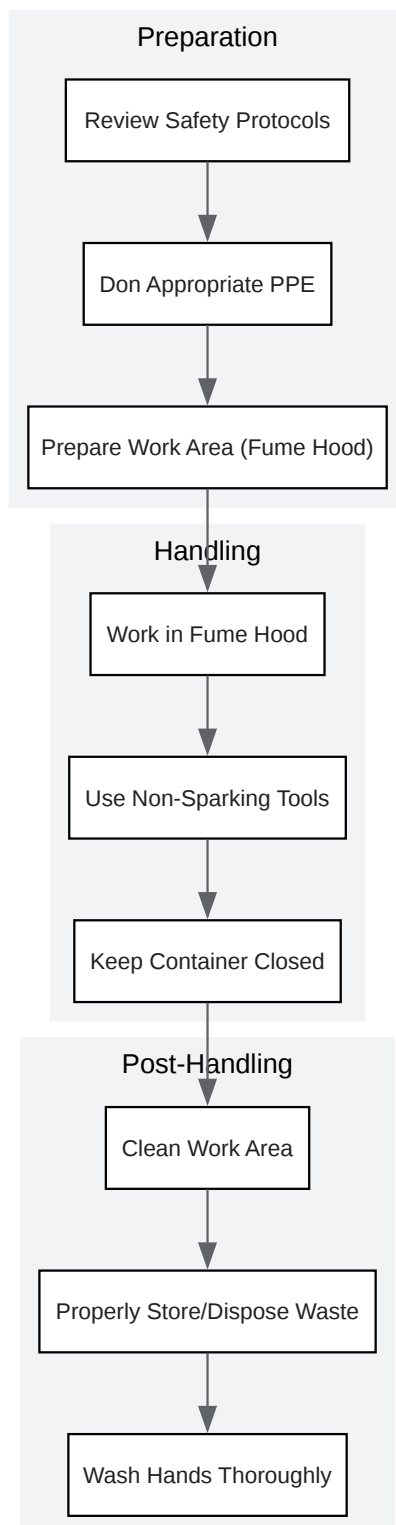 Preparation
Review Safety Protocols
Don Appropriate PPE
Prepare Work Area (Fume Hood)
Handling
Work in Fume Hood
Use Non-Sparking Tools
Keep Container Closed
Post-Handling
Clean Work Area
Properly Store/Dispose Waste
Wash Hands Thoroughly